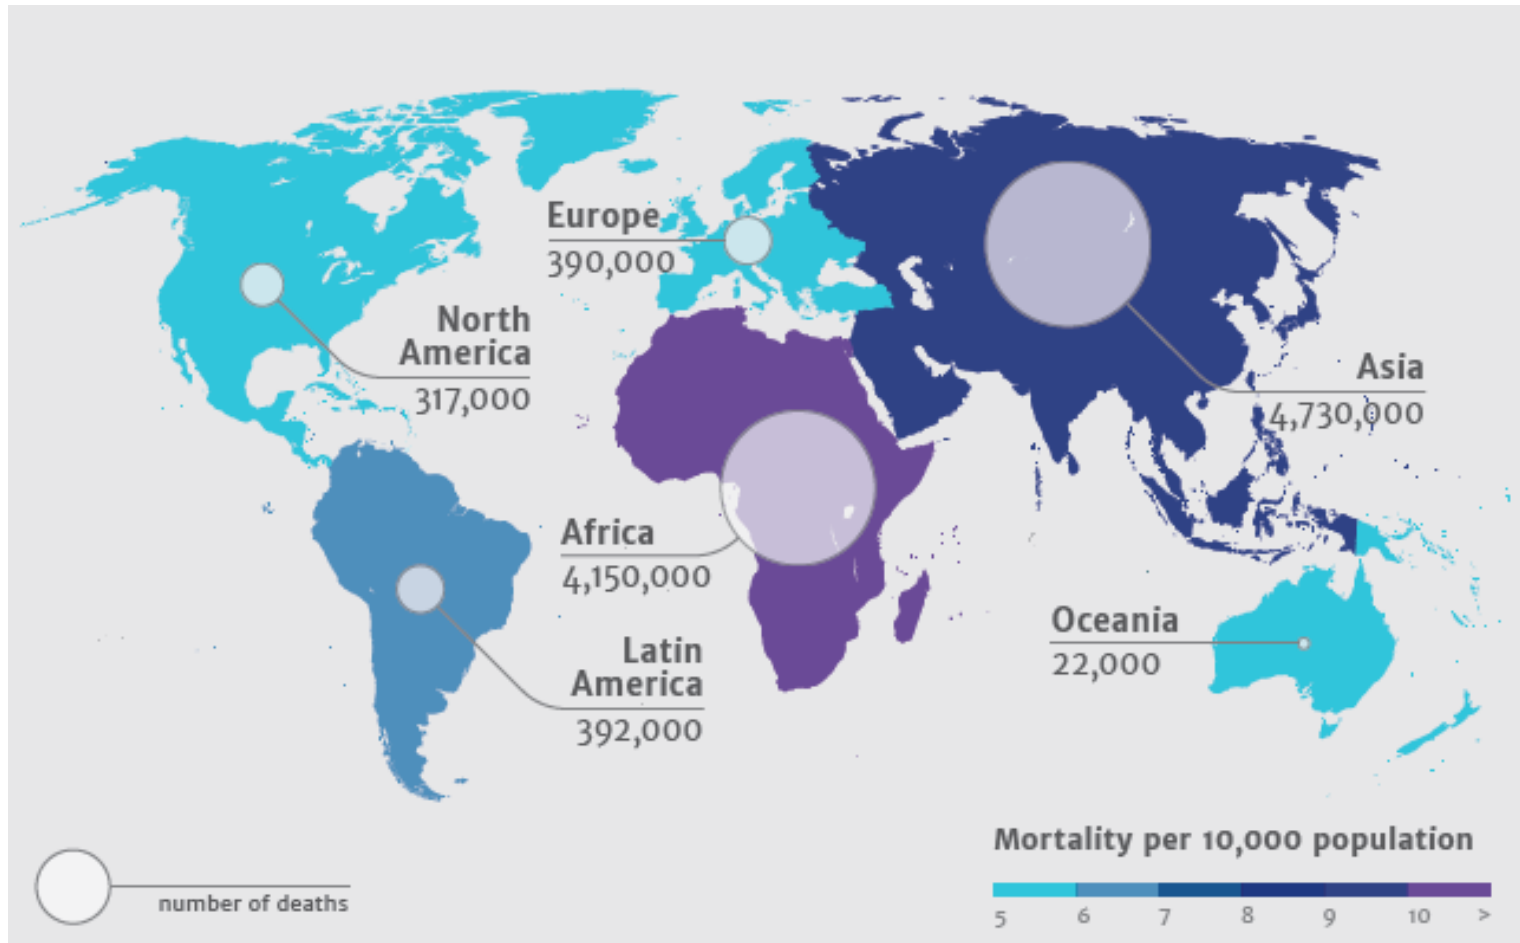 Europe
390,000
North
America
317,000
Asia
4,730,000
Africa
4,150,000
Oceania
22,000
Latin
America
392,000
Mortality per 10,000 population
5 6 7 8 9 10 >
number of deaths